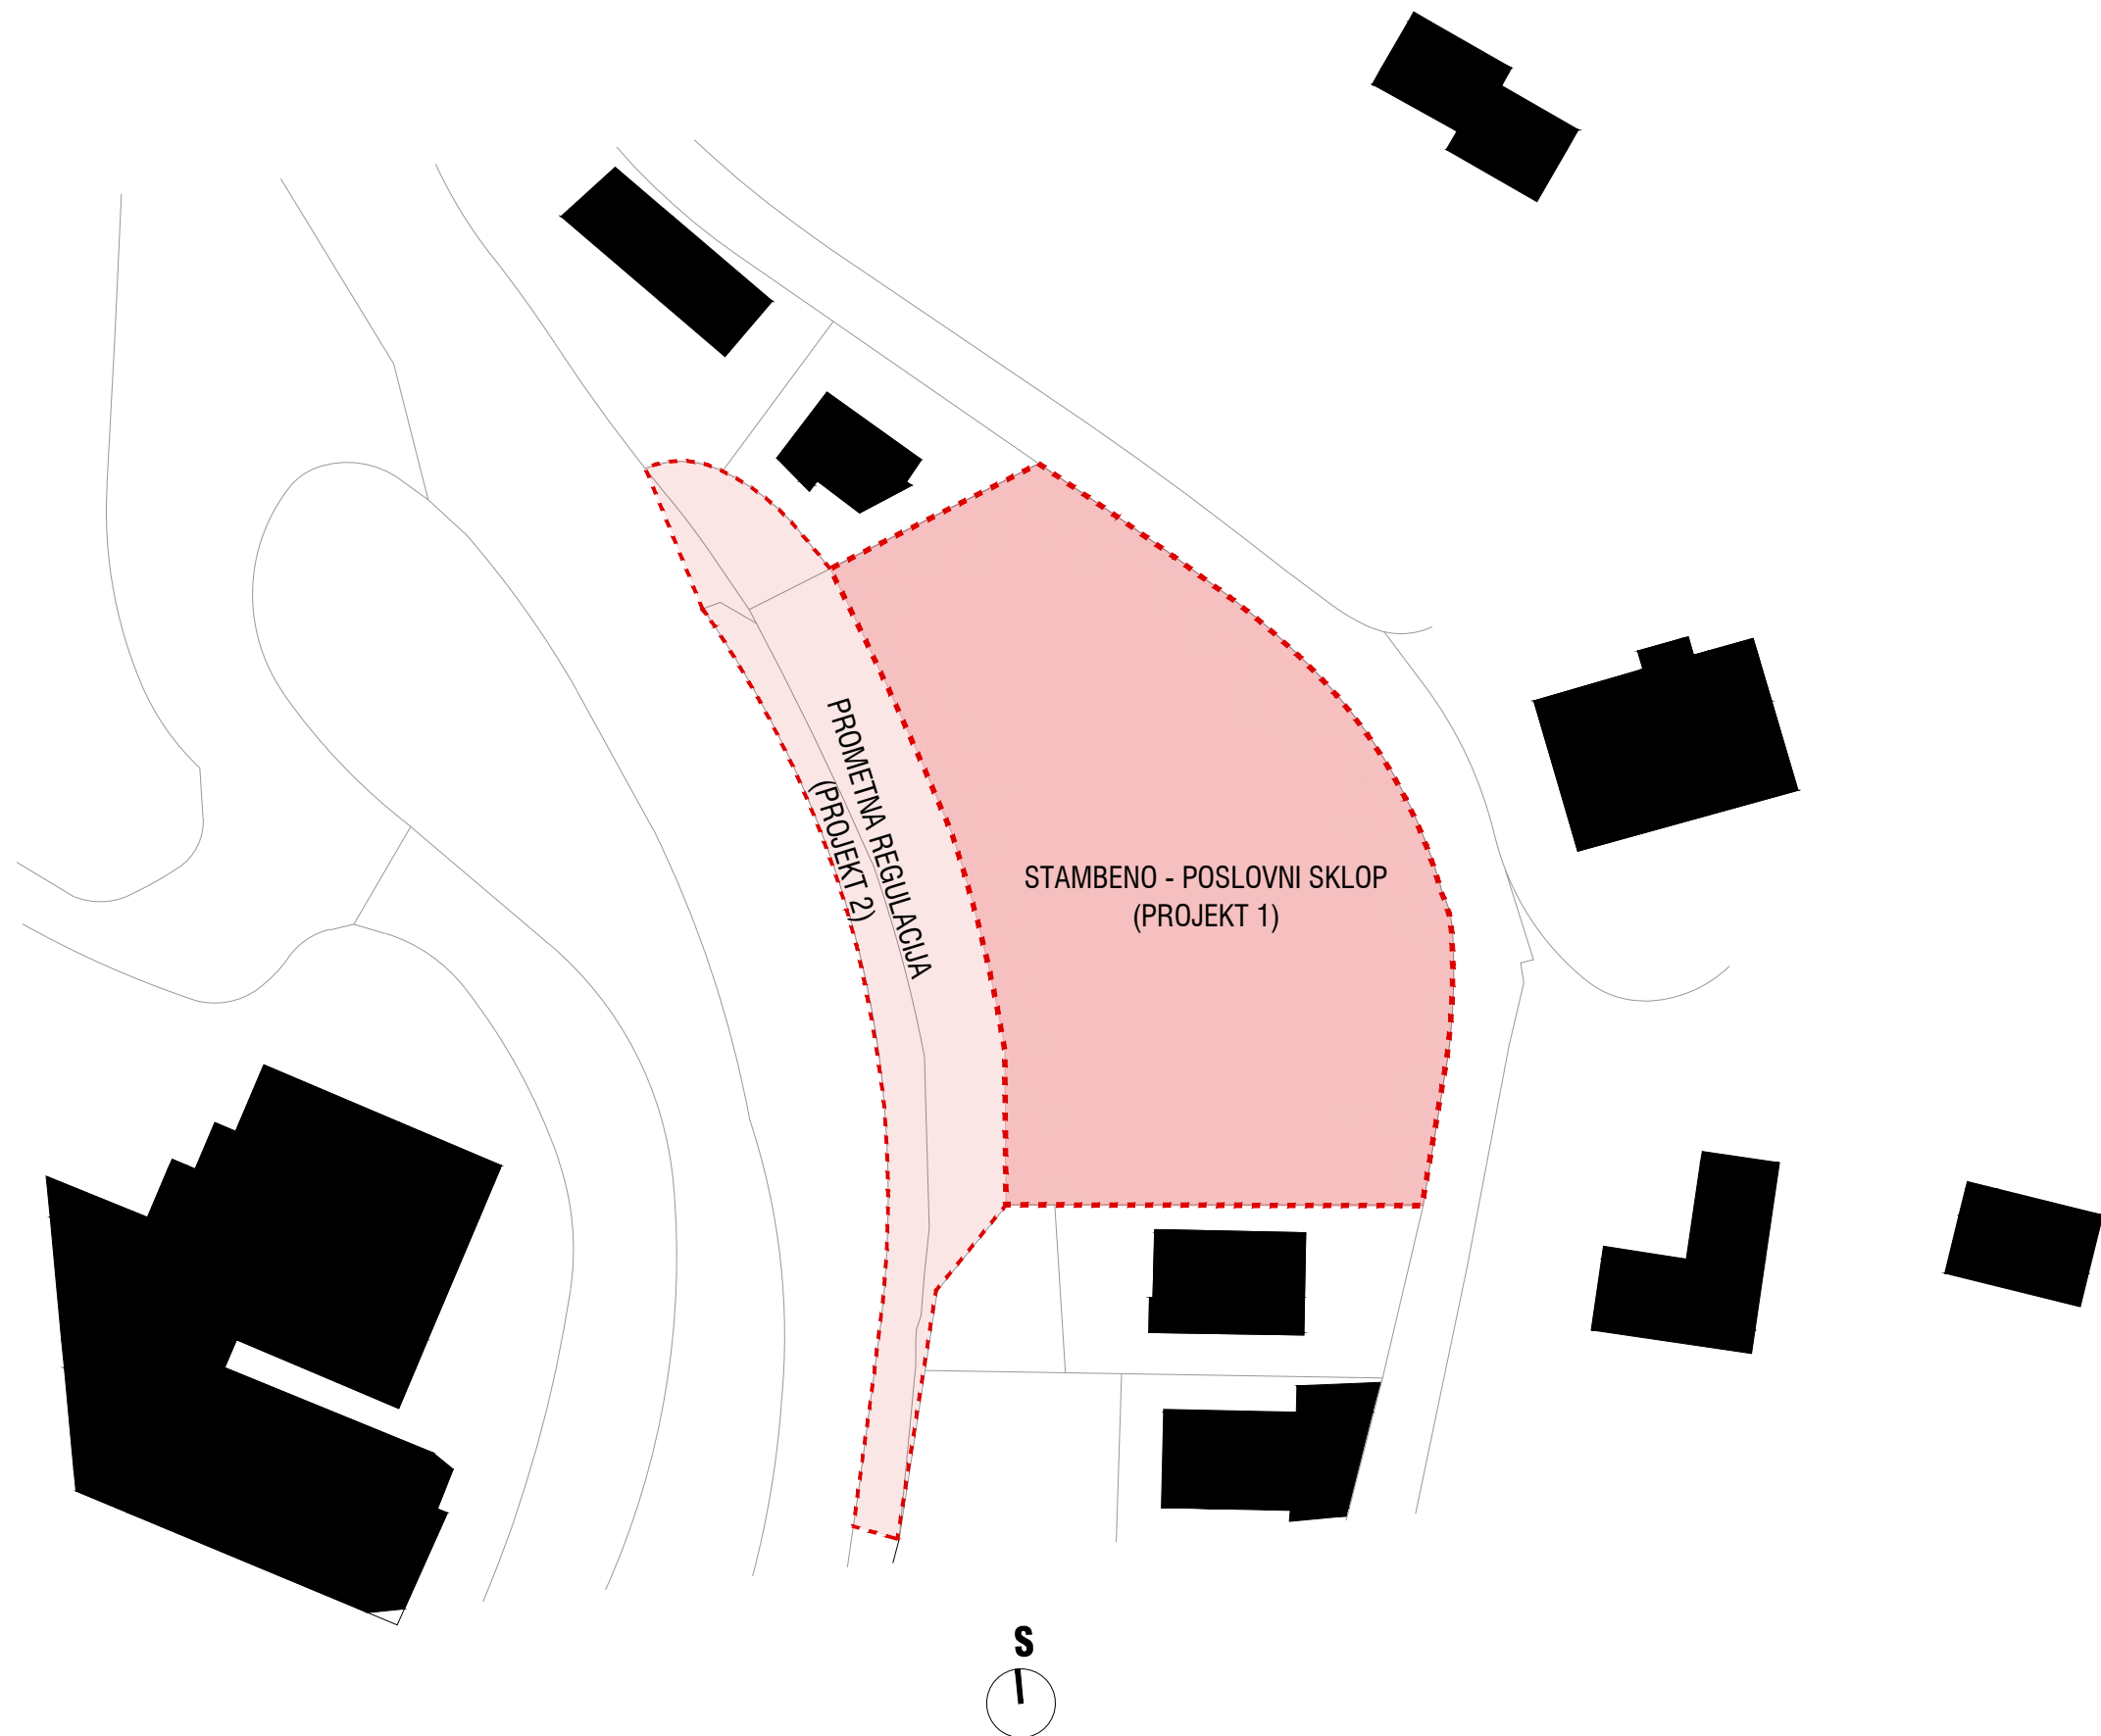 PROMETNA REGULACIJA
(PROJEKT 2)
STAMBENO - POSLOVNI SKLOP
(PROJEKT 1)
S